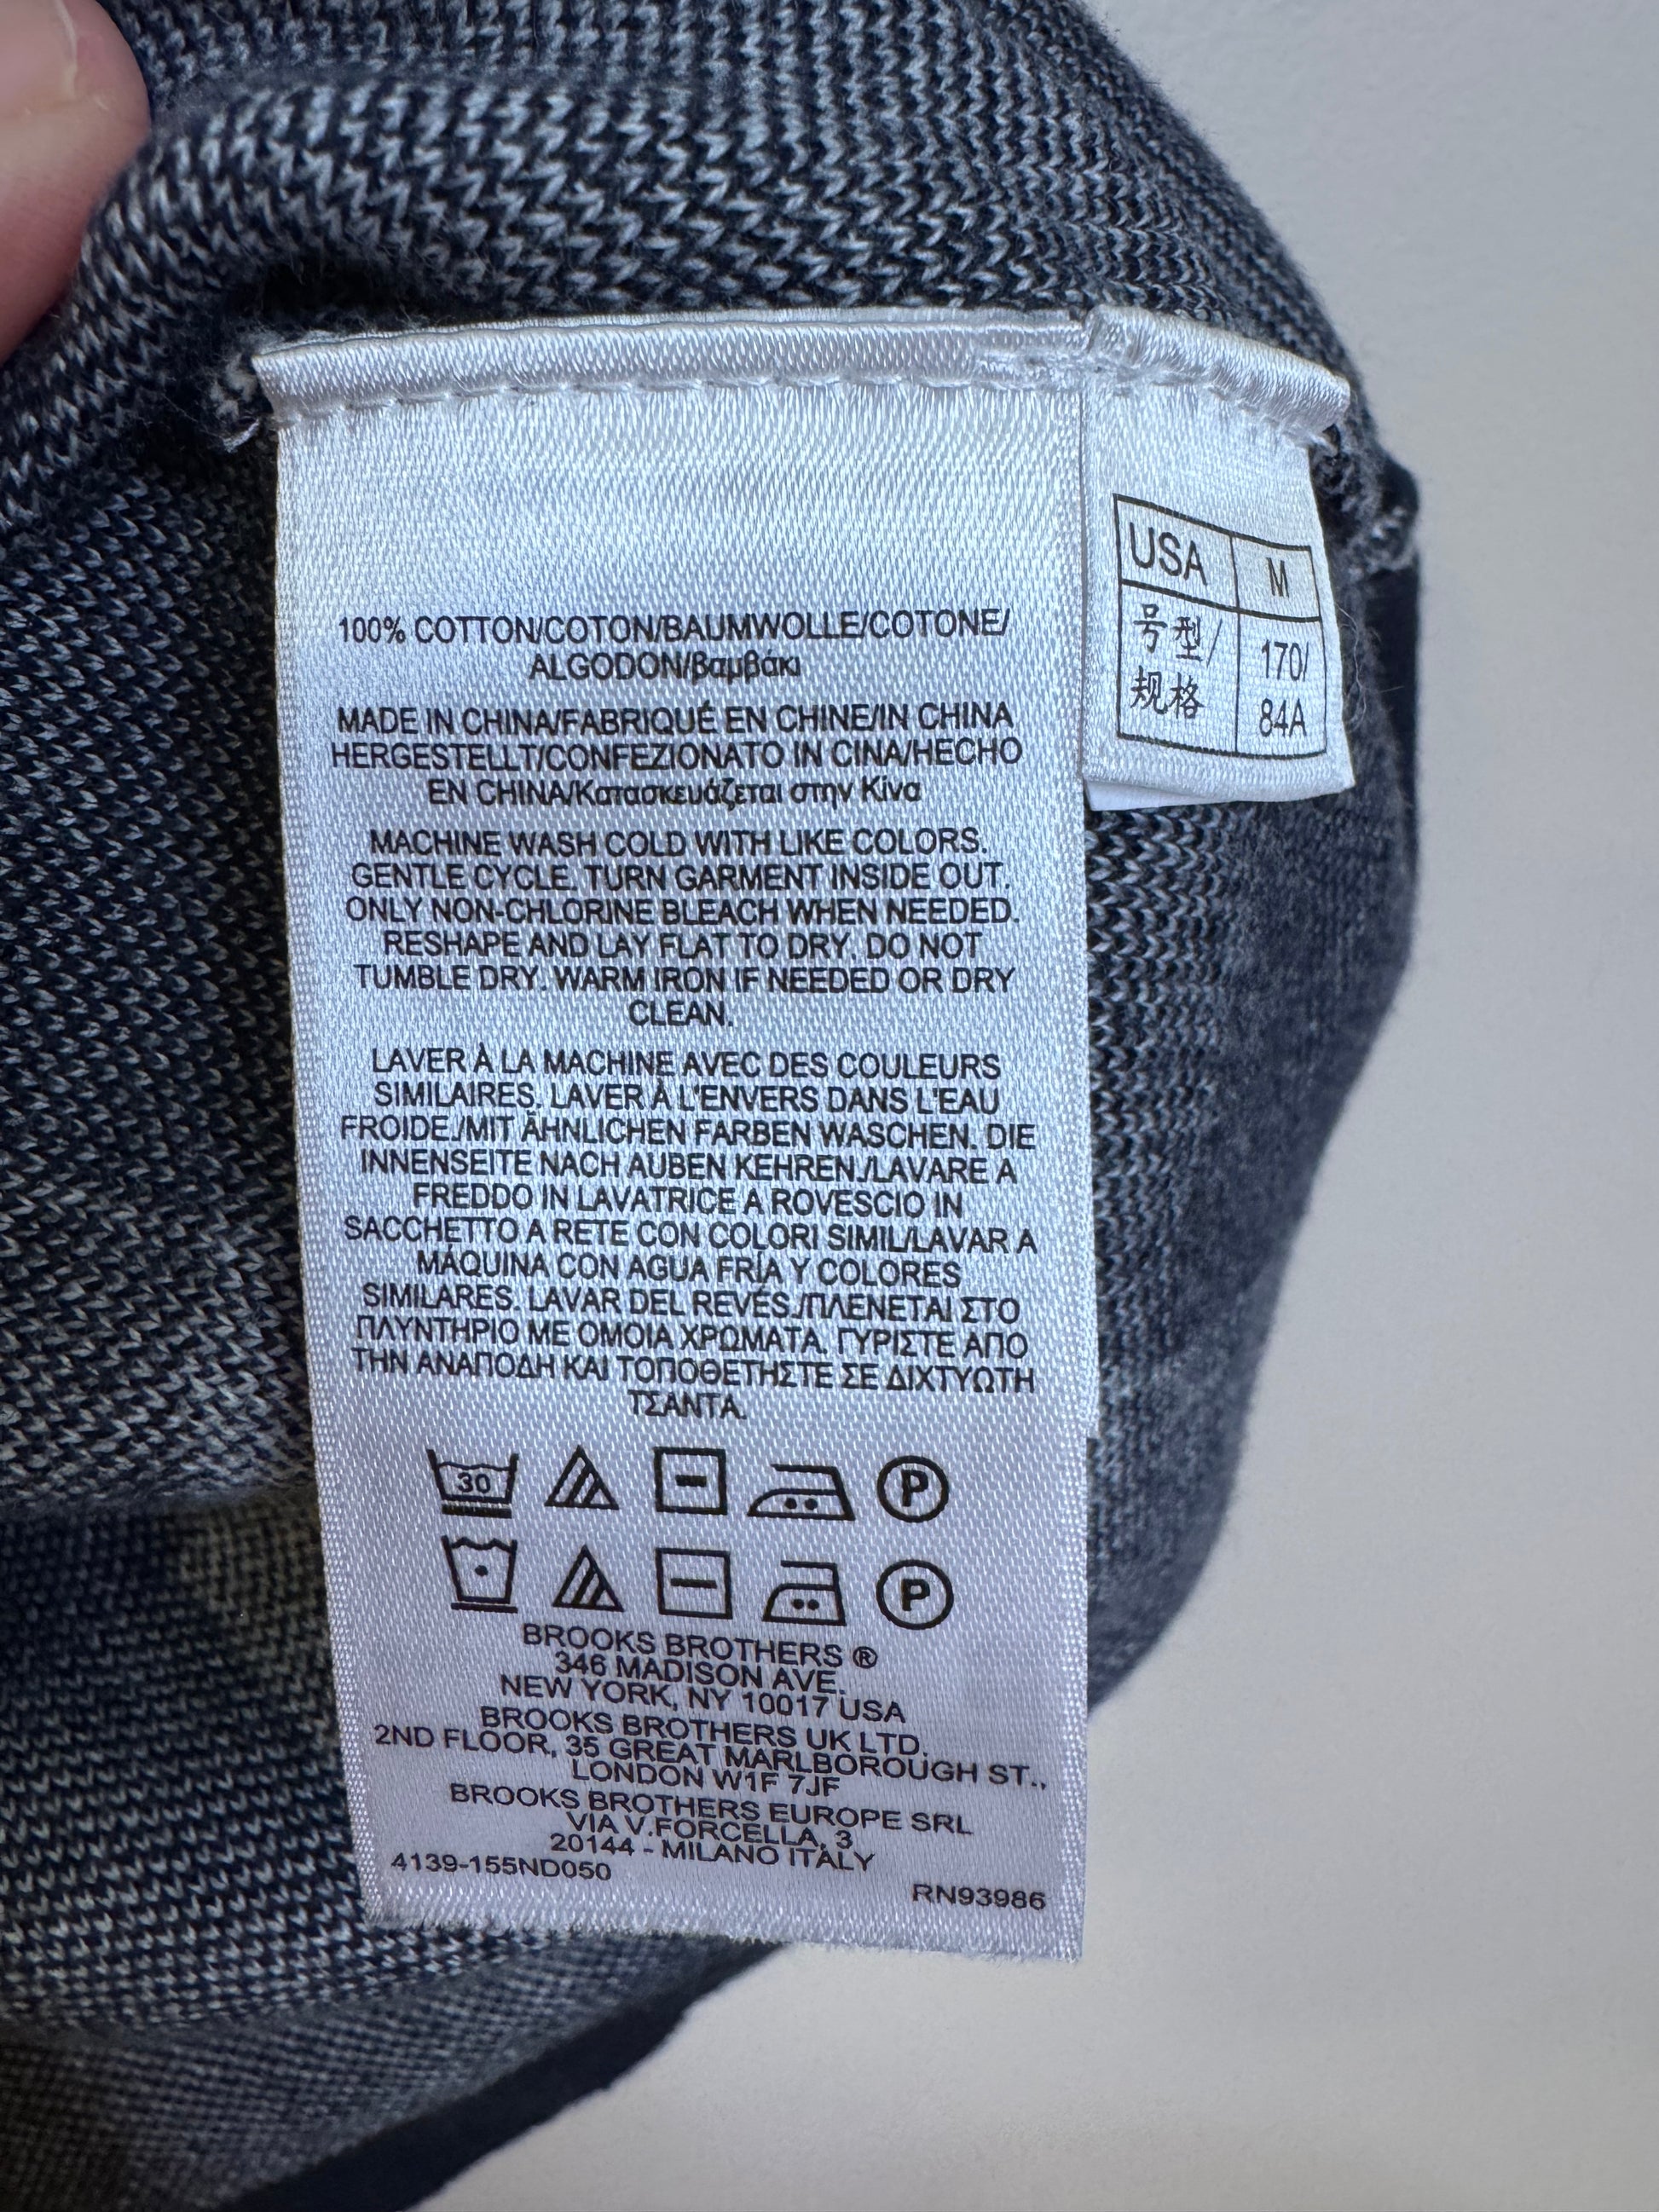 100% COTTON/COTON/BAUMWOLLE/COTONE/
ALGODON/βαμβάκι
MADE IN CHINA/FABRIQUÉ EN CHINE/IN CHINA
HERGESTELLT/CONFEZIONATO IN CINA/HECHO
EN CHINA/Κατασκευάζεται στην Κίνα
MACHINE WASH COLD WITH LIKE COLORS.
GENTLE CYCLE. TURN GARMENT INSIDE OUT.
ONLY NON-CHLORINE BLEACH WHEN NEEDED.
RESHAPE AND LAY FLAT TO DRY. DO NOT
TUMBLE DRY. WARM IRON IF NEEDED OR DRY
CLEAN.
LAVER À LA MACHINE AVEC DES COULEURS
SIMILAIRES. LAVER À L'ENVERS DANS L'EAU
FROIDE./MIT ÄHNLICHEN FARBEN WASCHEN. DIE
INNENSEITE NACH AUBEN KEHREN./LAVARE A
FREDDO IN LAVATRICE A ROVESCIO IN
SACCHETTO A RETE CON COLORI SIMIL/LAVAR A
MÁQUINA CON AGUA FRÍA Y COLORES
SIMILARES. LAVAR DEL REVÉS./ΠΛΕΝΕΤΑΙ ΣΤΟ
ΠΛΥΝΤΗΡΙΟ ΜΕ ΟΜΟΙΑ ΧΡΩΜΑΤΑ. ΓΥΡΙΣΤΕ ΑΠΟ
ΤΗΝ ΑΝΑΠΟΔΗ ΚΑΙ ΤΟΠΟΘΕΤΗΣΤΕ ΣΕ ΔΙΧΤΥΩΤΗ
ΤΣΑΝΤΑ.
30 P
P
BROOKS BROTHERS ®
346 MADISON AVE.
NEW YORK, NY 10017 USA
BROOKS BROTHERS UK LTD.
2ND FLOOR, 35 GREAT MARLBOROUGH ST.,
LONDON W1F 7JF
BROOKS BROTHERS EUROPE SRL
VIA V.FORCELLA, 3
20144 - MILANO ITALY
4139-155ND050
RN93986
USA M
号型/ 170/
规格 84A